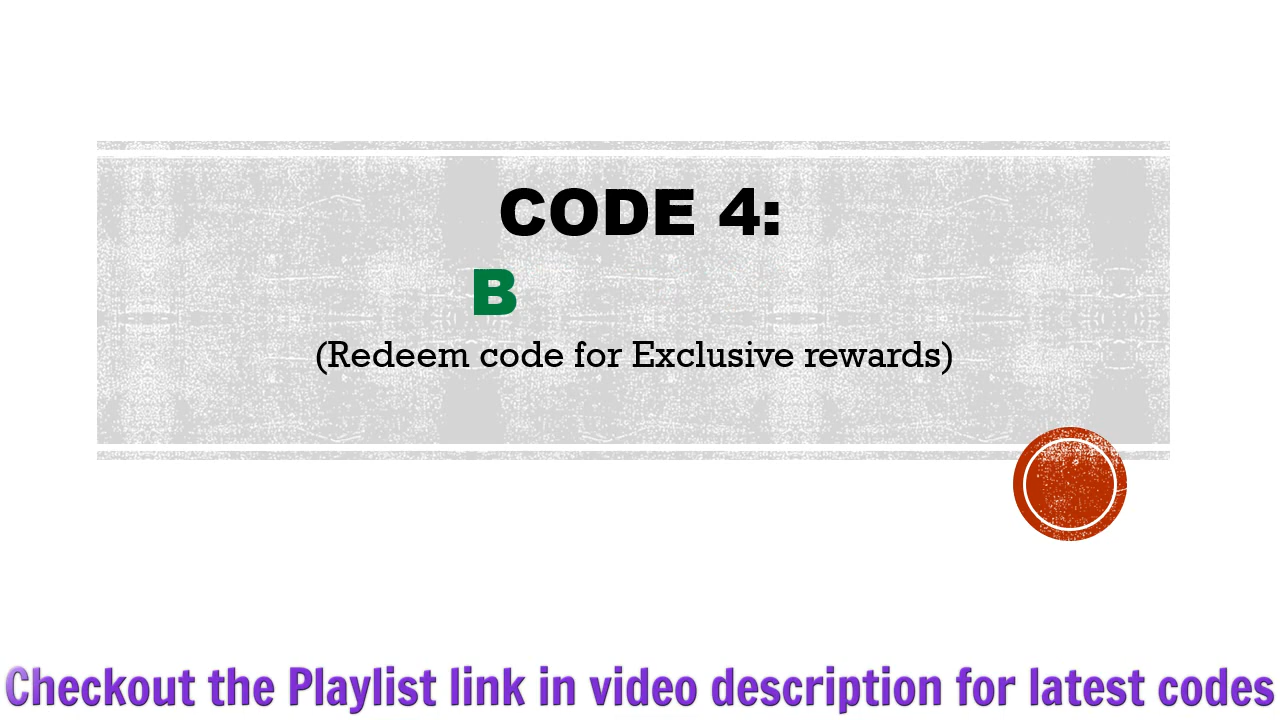 CODE 4:
B
(Redeem code for Exclusive rewards)
Checkout the Playlist link in video description for latest codes